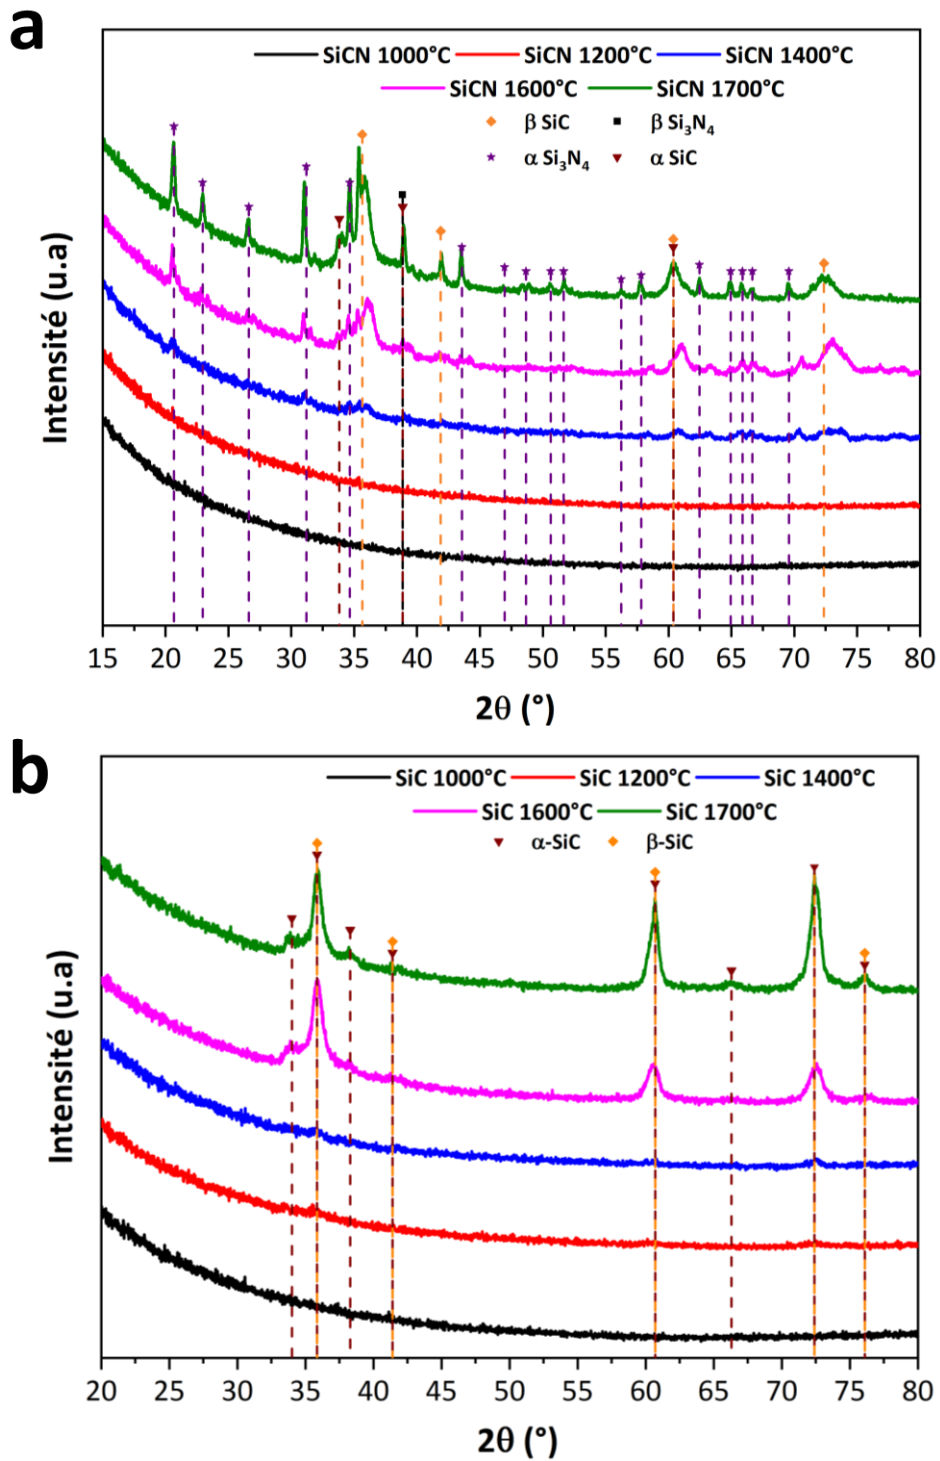 a
SiCN 1000°C SiCN 1200°C SiCN 1400°C
SiCN 1600°C SiCN 1700°C
β SiC β Si₃N₄
α Si₃N₄ α SiC
Intensité (u.a)
15 20 25 30 35 40 45 50 55 60 65 70 75 80
2θ (°)
b
SiC 1000°C SiC 1200°C SiC 1400°C
SiC 1600°C SiC 1700°C
α-SiC β-SiC
Intensité (u.a)
20 25 30 35 40 45 50 55 60 65 70 75 80
2θ (°)